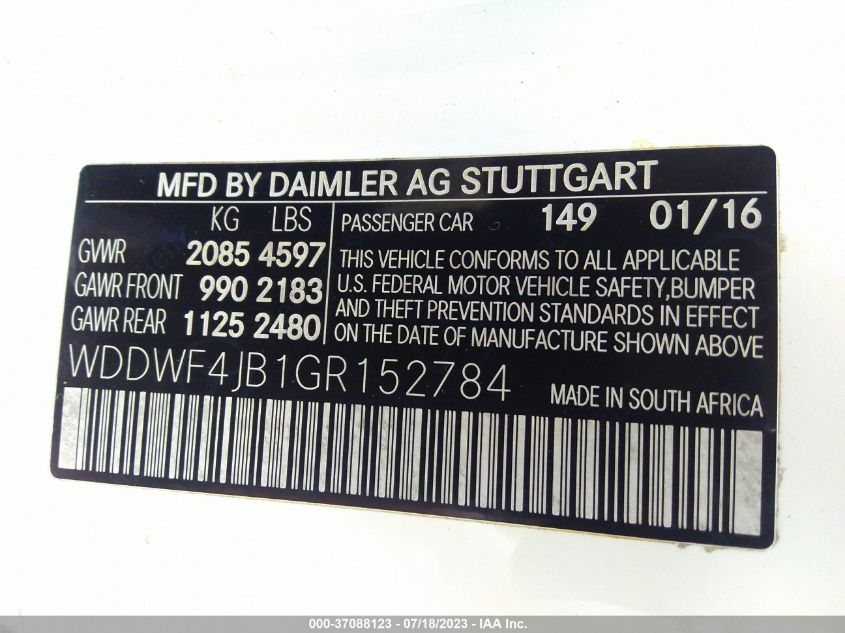 MFD BY DAIMLER AG STUTTGART
KG LBS
GVWR 2085 4597
GAWR FRONT 990 2183
GAWR REAR 1125 2480
PASSENGER CAR 149 01/16
THIS VEHICLE CONFORMS TO ALL APPLICABLE
U.S. FEDERAL MOTOR VEHICLE SAFETY,BUMPER
AND THEFT PREVENTION STANDARDS IN EFFECT
ON THE DATE OF MANUFACTURE SHOWN ABOVE
WDDWF4JB1GR152784
MADE IN SOUTH AFRICA
000-37088123 - 07/18/2023 - IAA Inc.